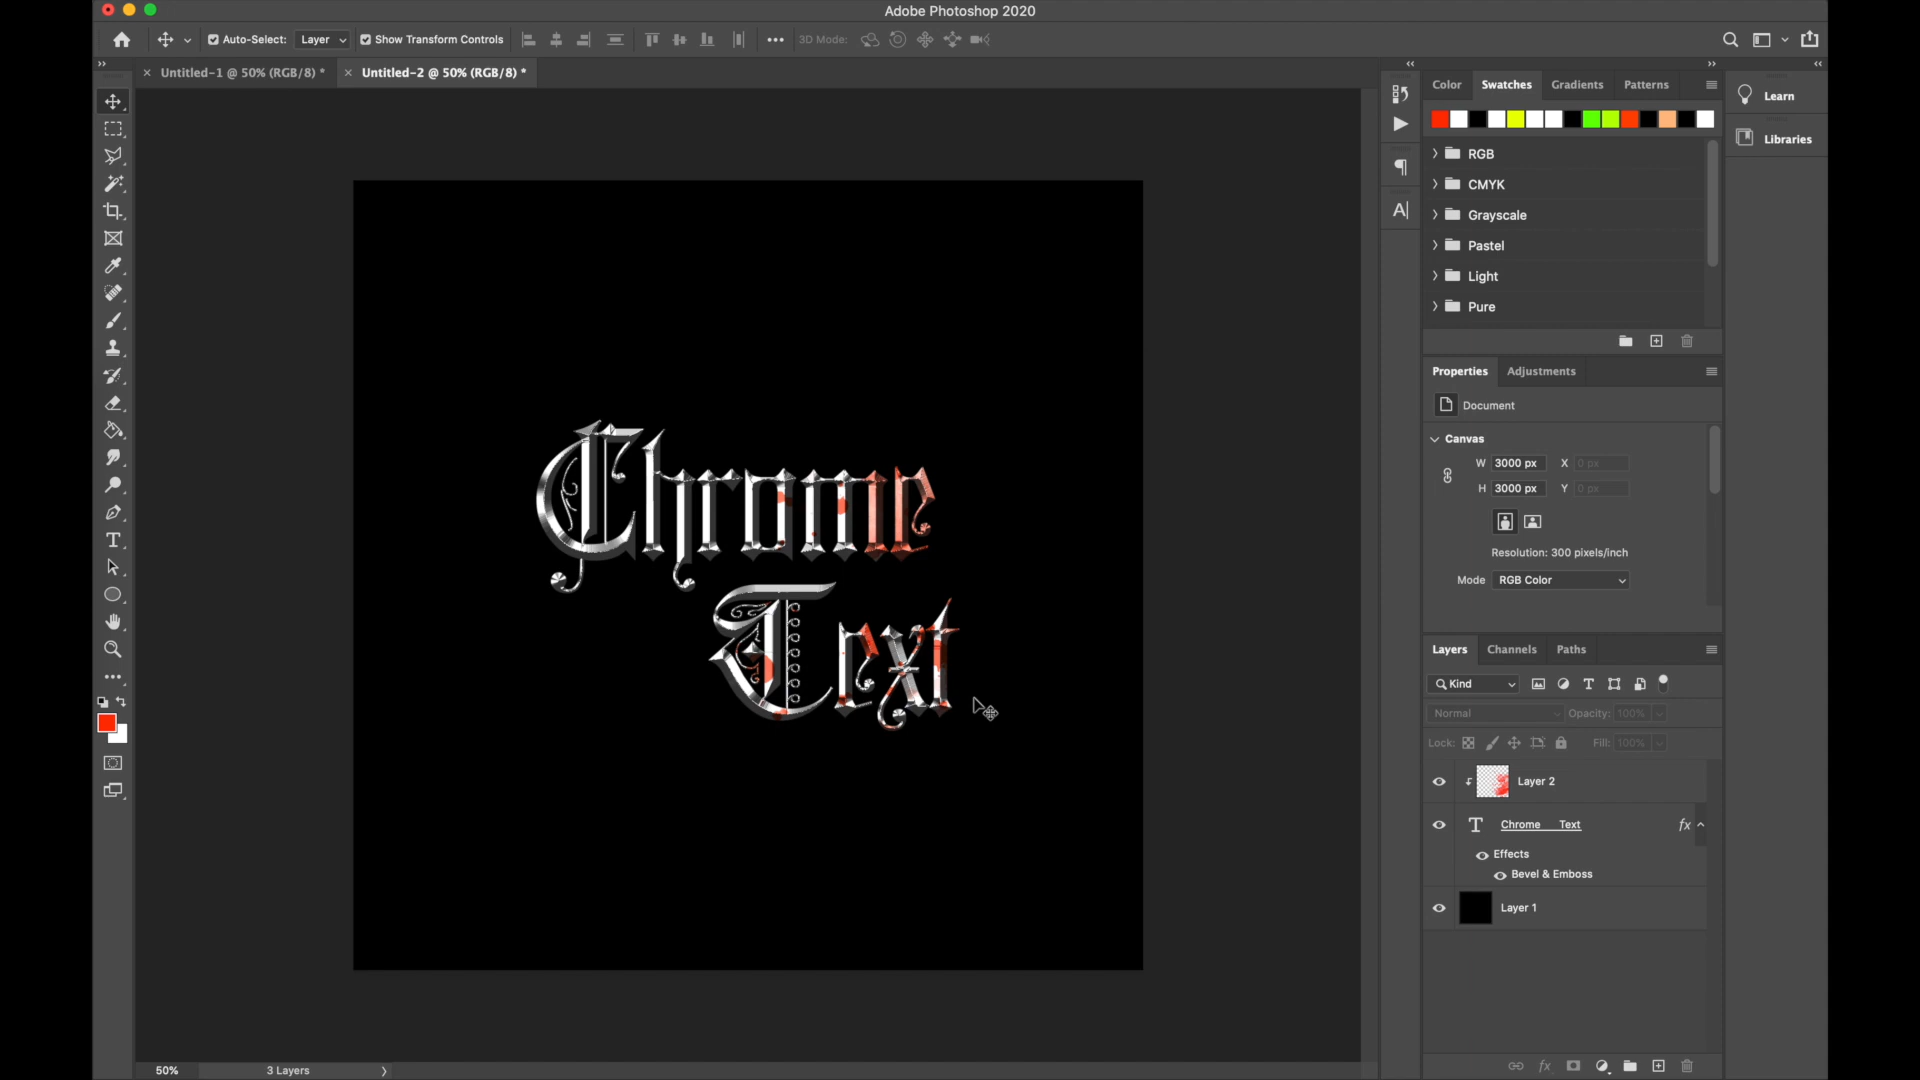 Adobe Photoshop 2020
Auto-Select: Layer Show Transform Controls 3D Mode:
Untitled-1 @ 50% (RGB/8) * Untitled-2 @ 50% (RGB/8) *
Chrome
Text
50% 3 Layers
Color Swatches Gradients Patterns
RGB
CMYK
Grayscale
Pastel
Light
Pure
Properties Adjustments
Document
Canvas
W 3000 px X 0 px
H 3000 px Y 0 px
Resolution: 300 pixels/inch
Mode RGB Color
Layers Channels Paths
Kind
Normal Opacity: 100%
Lock: Fill: 100%
Layer 2
Chrome Text fx
Effects
Bevel & Emboss
Layer 1
fx
Learn
Libraries